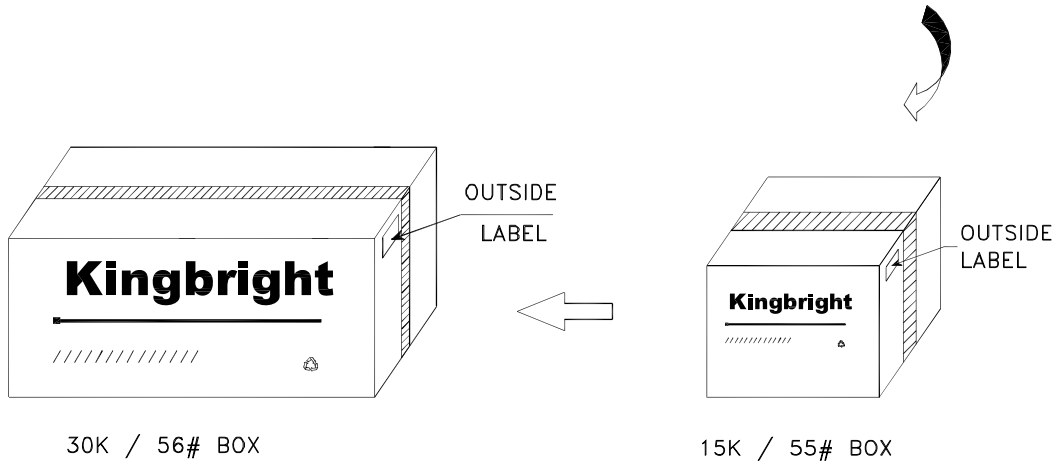 OUTSIDE
LABEL
Kingbright
30K / 56# BOX
OUTSIDE
LABEL
Kingbright
15K / 55# BOX